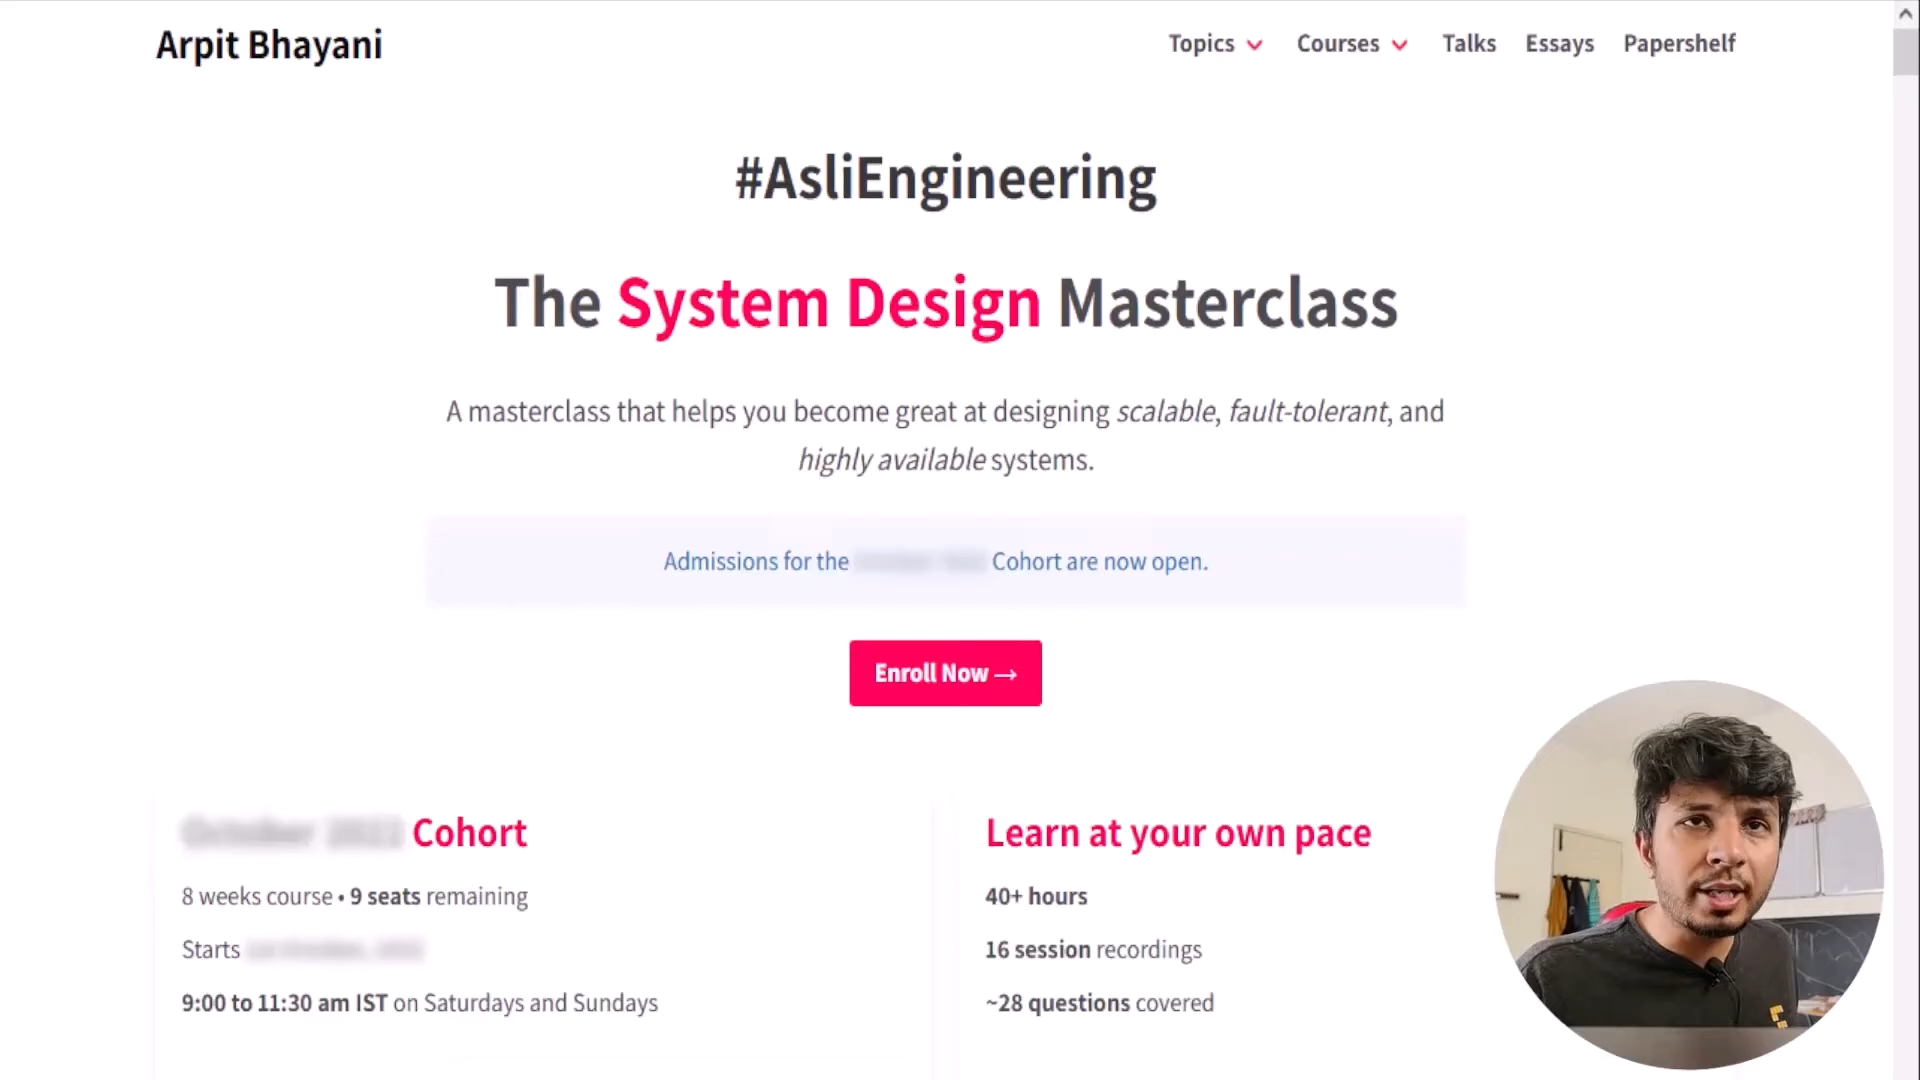 Arpit Bhayani
Topics Courses Talks Essays Papershelf
#AsliEngineering
The System Design Masterclass
A masterclass that helps you become great at designing scalable, fault-tolerant, and
highly available systems.
Admissions for the Cohort are now open.
Enroll Now →
Cohort
8 weeks course • 9 seats remaining
Starts
9:00 to 11:30 am IST on Saturdays and Sundays
Learn at your own pace
40+ hours
16 session recordings
~28 questions covered